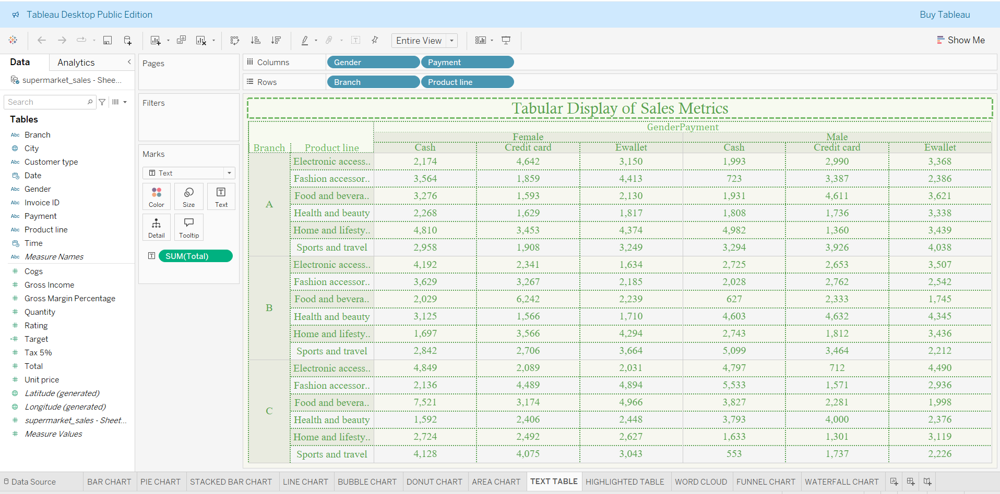 Tableau Desktop Public Edition Buy Tableau
Entire View Show Me
Data Analytics
supermarket_sales - Shee...
Search
Tables
Abc Branch
City
Abc Customer type
Date
Abc Gender
Abc Invoice ID
Abc Payment
Abc Product line
Time
Abc Measure Names
# Cogs
# Gross Income
# Gross Margin Percentage
# Quantity
# Rating
=# Target
# Tax 5%
# Total
# Unit price
Latitude (generated)
Longitude (generated)
# supermarket_sales - Sheet...
# Measure Values
Pages
Filters
Marks
T Text
Color Size Text
Detail Tooltip
T SUM(Total)
Columns Gender Payment
Rows Branch Product line
Tabular Display of Sales Metrics
GenderPayment
Female Male
Branch Product line Cash Credit card Ewallet Cash Credit card Ewallet
A
Electronic access.. 2,174 4,642 3,150 1,993 2,990 3,368
Fashion accessor.. 3,564 1,859 4,413 723 3,387 2,386
Food and bevera.. 3,276 1,593 2,130 1,931 4,611 3,621
Health and beauty 2,268 1,629 1,817 1,808 1,736 3,338
Home and lifesty.. 4,810 3,453 4,374 4,982 1,360 3,439
Sports and travel 2,958 1,908 3,249 3,294 3,926 4,038
B
Electronic access.. 4,192 2,341 1,634 2,725 2,653 3,507
Fashion accessor.. 3,629 3,267 2,185 2,028 2,762 2,542
Food and bevera.. 2,029 6,242 2,239 627 2,333 1,745
Health and beauty 3,125 1,566 1,710 4,603 4,632 4,345
Home and lifesty.. 1,697 3,566 4,294 2,743 1,812 3,436
Sports and travel 2,842 2,706 3,664 5,099 3,464 2,212
C
Electronic access.. 4,849 2,089 2,031 4,797 712 4,490
Fashion accessor.. 2,136 4,489 4,894 5,533 1,571 2,936
Food and bevera.. 7,521 3,174 4,966 3,827 2,281 1,998
Health and beauty 1,592 2,406 2,448 3,793 4,000 2,376
Home and lifesty.. 2,724 2,492 2,627 1,633 1,301 3,119
Sports and travel 4,128 4,075 3,043 553 1,737 2,226
Data Source BAR CHART PIE CHART STACKED BAR CHART LINE CHART BUBBLE CHART DONUT CHART AREA CHART TEXT TABLE HIGHLIGHTED TABLE WORD CLOUD FUNNEL CHART WATERFALL CHART